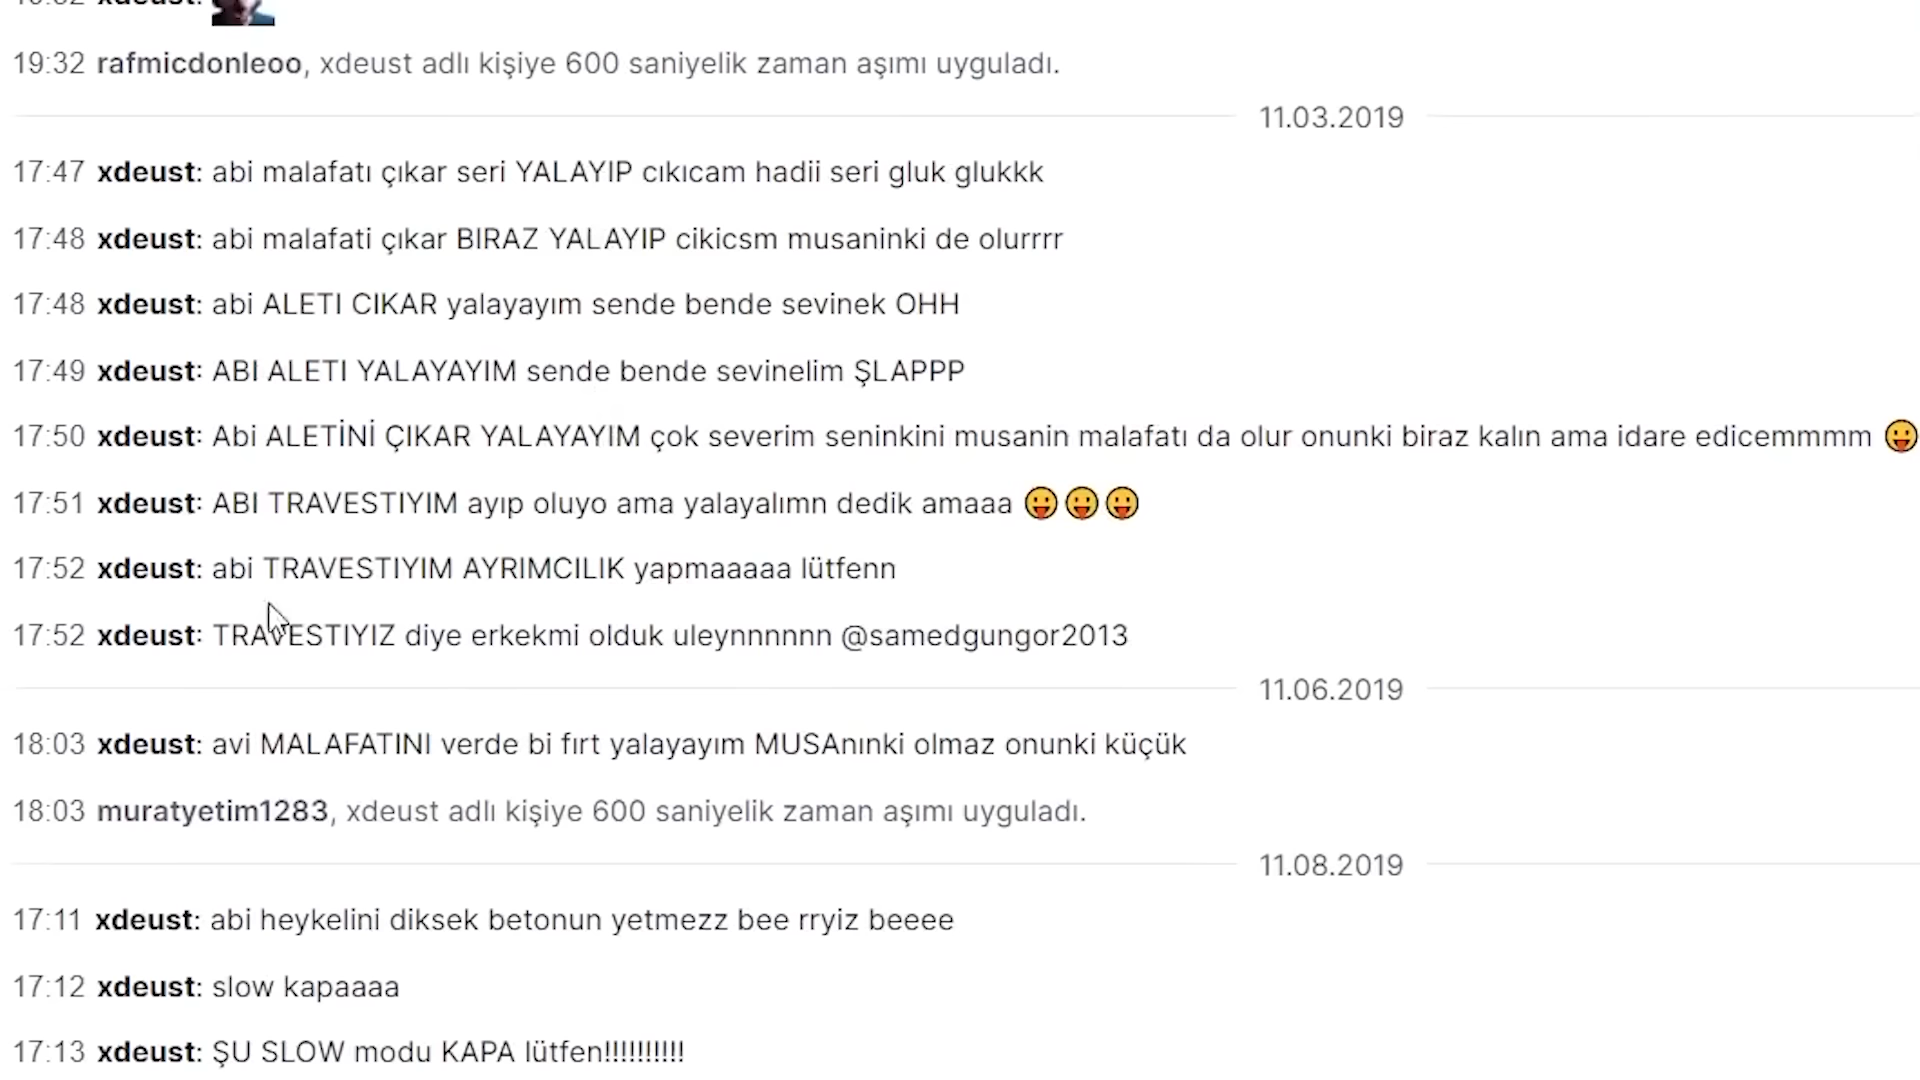 xdeust:
19:32 rafmicdonleoo, xdeust adlı kişiye 600 saniyelik zaman aşımı uyguladı.
11.03.2019
17:47 xdeust: abi malafatı çıkar seri YALAYIP cıkıcam hadii seri gluk glukkk
17:48 xdeust: abi malafati çıkar BIRAZ YALAYIP cikicsm musaninki de olurrrr
17:48 xdeust: abi ALETI CIKAR yalayayım sende bende sevinek OHH
17:49 xdeust: ABI ALETI YALAYAYIM sende bende sevinelim ŞLAPPP
17:50 xdeust: Abi ALETİNİ ÇIKAR YALAYAYIM çok severim seninkini musanin malafatı da olur onunki biraz kalın ama idare edicemmmm 😛
17:51 xdeust: ABI TRAVESTIYIM ayıp oluyo ama yalayalımn dedik amaaa 😛😛😛
17:52 xdeust: abi TRAVESTIYIM AYRIMCILIK yapmaaaaa lütfenn
17:52 xdeust: TRAVESTIYIZ diye erkekmi olduk uleynnnnnn @samedgungor2013
11.06.2019
18:03 xdeust: avi MALAFATINI verde bi fırt yalayayım MUSAnınki olmaz onunki küçük
18:03 muratyetim1283, xdeust adlı kişiye 600 saniyelik zaman aşımı uyguladı.
11.08.2019
17:11 xdeust: abi heykelini diksek betonun yetmezz bee rryiz beeee
17:12 xdeust: slow kapaaaa
17:13 xdeust: ŞU SLOW modu KAPA lütfen!!!!!!!!!!